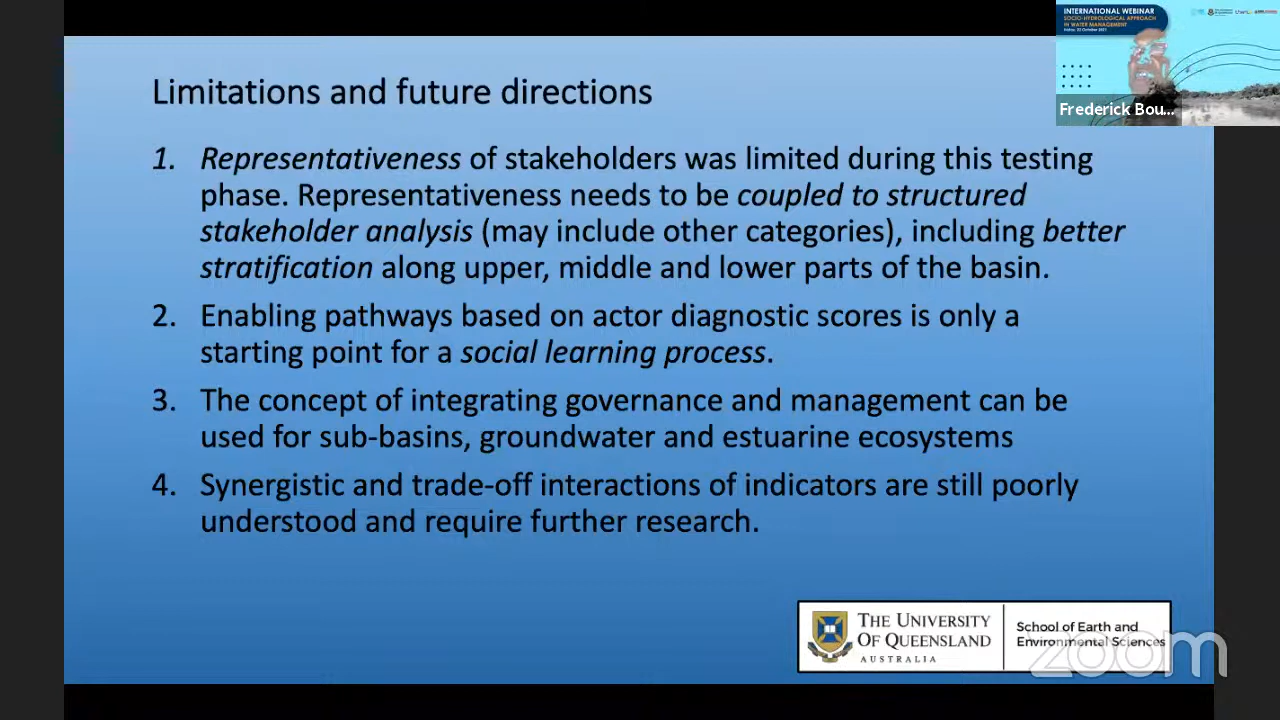 Limitations and future directions
1. Representativeness of stakeholders was limited during this testing
phase. Representativeness needs to be coupled to structured
stakeholder analysis (may include other categories), including better
stratification along upper, middle and lower parts of the basin.
2. Enabling pathways based on actor diagnostic scores is only a
starting point for a social learning process.
3. The concept of integrating governance and management can be
used for sub-basins, groundwater and estuarine ecosystems
4. Synergistic and trade-off interactions of indicators are still poorly
understood and require further research.
INTERNATIONAL WEBINAR
SOCIO-HYDROLOGICAL APPROACH
IN WATER MANAGEMENT
Friday, 22 October 2021
Frederick Bou...
THE UNIVERSITY
OF QUEENSLAND
AUSTRALIA
School of Earth and
Environmental Sciences
zoom